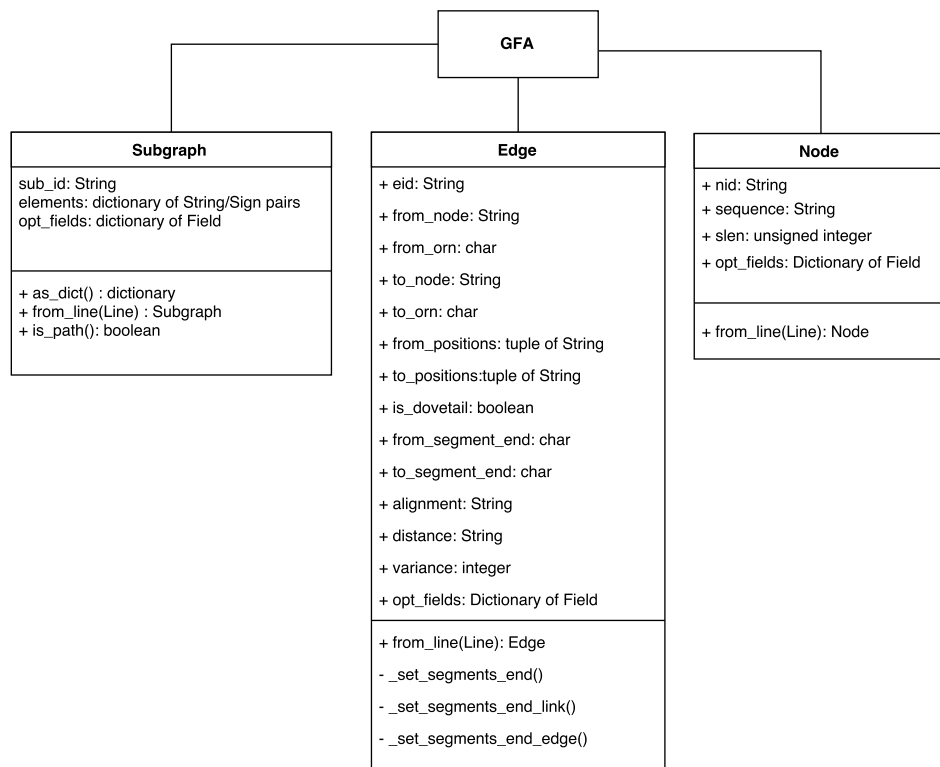 GFA
Subgraph
sub_id: String
elements: dictionary of String/Sign pairs
opt_fields: dictionary of Field
+ as_dict() : dictionary
+ from_line(Line) : Subgraph
+ is_path(): boolean
Edge
+ eid: String
+ from_node: String
+ from_orn: char
+ to_node: String
+ to_orn: char
+ from_positions: tuple of String
+ to_positions:tuple of String
+ is_dovetail: boolean
+ from_segment_end: char
+ to_segment_end: char
+ alignment: String
+ distance: String
+ variance: integer
+ opt_fields: Dictionary of Field
+ from_line(Line): Edge
- _set_segments_end()
- _set_segments_end_link()
- _set_segments_end_edge()
Node
+ nid: String
+ sequence: String
+ slen: unsigned integer
+ opt_fields: Dictionary of Field
+ from_line(Line): Node